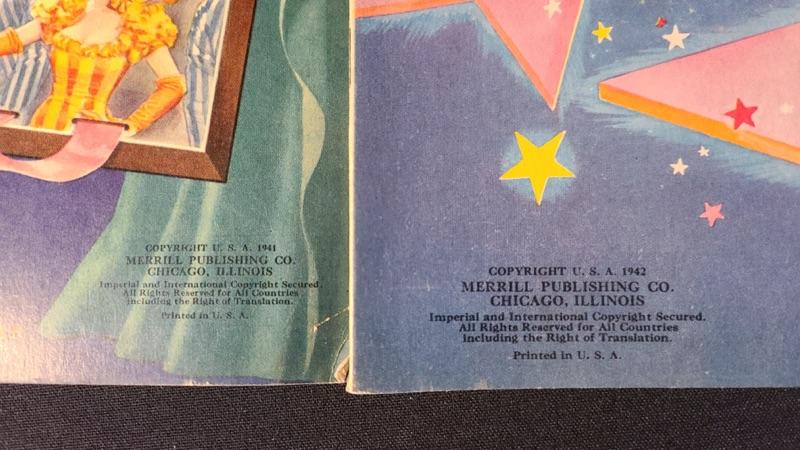 COPYRIGHT U. S. A. 1941
MERRILL PUBLISHING CO.
CHICAGO, ILLINOIS
Imperial and International Copyright Secured.
All Rights Reserved for All Countries
including the Right of Translation.
Printed in U. S. A.
COPYRIGHT U. S. A. 1942
MERRILL PUBLISHING CO.
CHICAGO, ILLINOIS
Imperial and International Copyright Secured.
All Rights Reserved for All Countries
including the Right of Translation.
Printed in U. S. A.